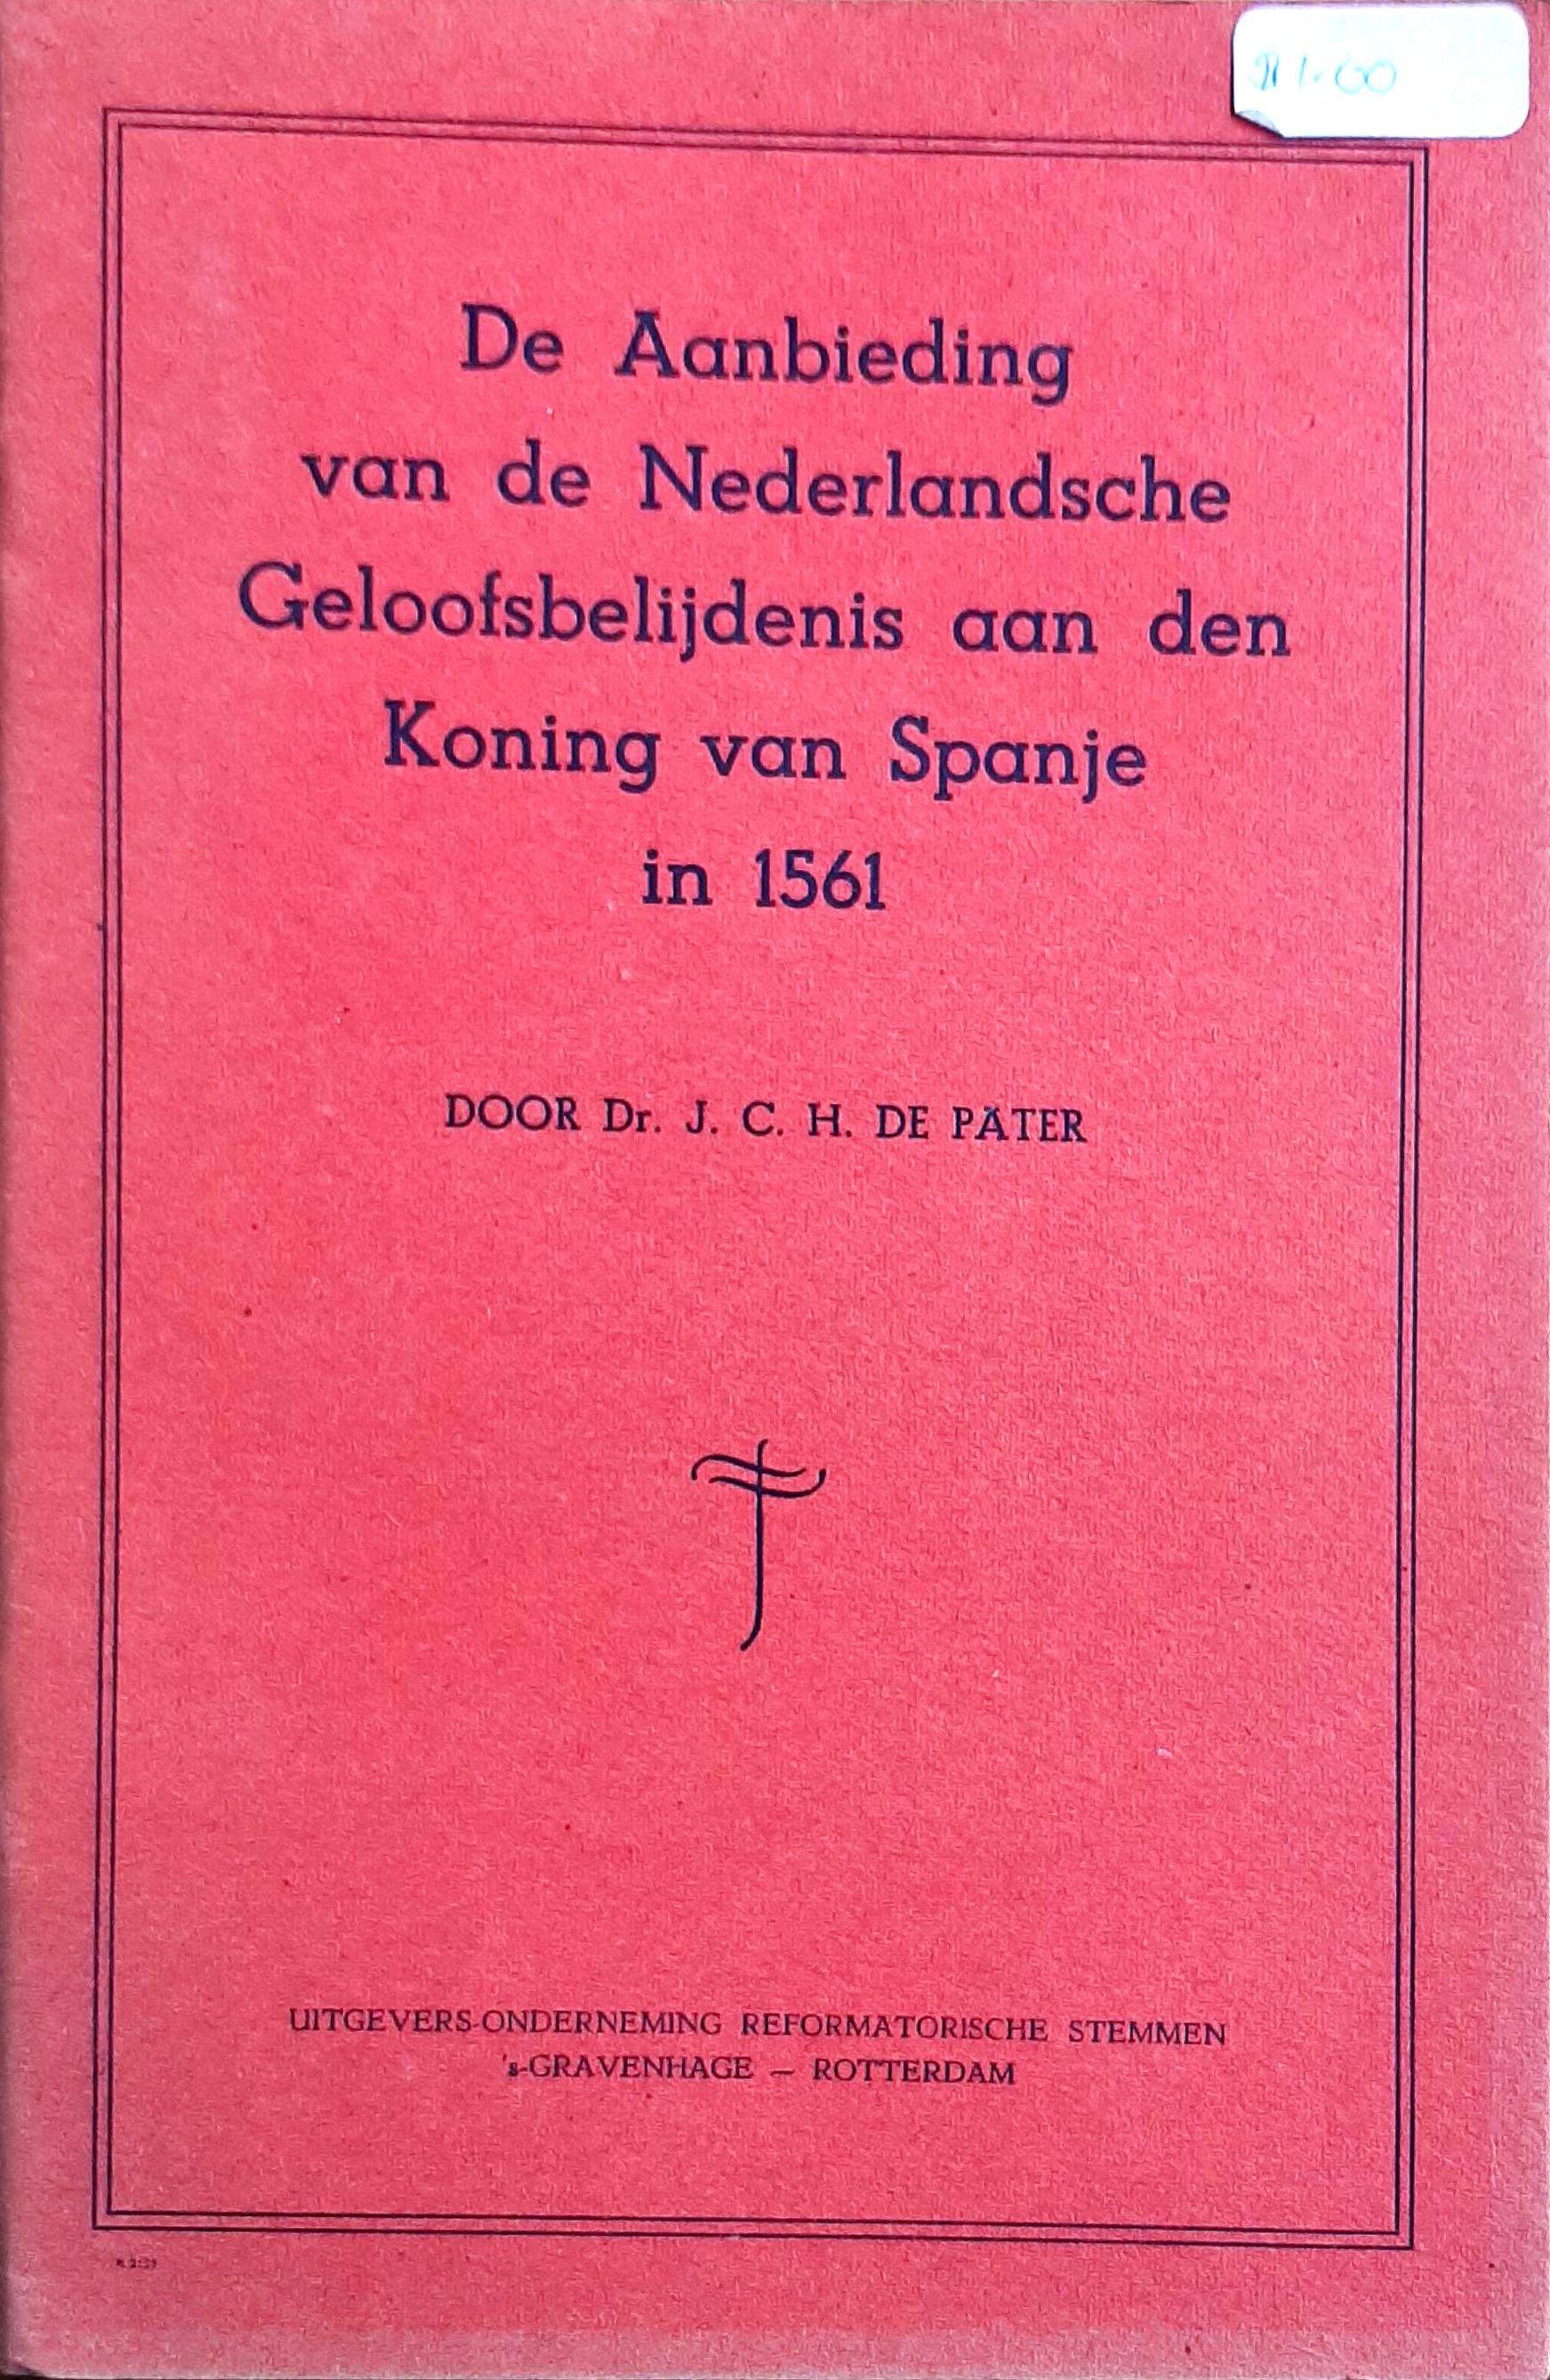 R1.00
De Aanbieding
van de Nederlandsche
Geloofsbelijdenis aan den
Koning van Spanje
in 1561
DOOR Dr. J. C. H. DE PATER
UITGEVERS-ONDERNEMING REFORMATORISCHE STEMMEN
's-GRAVENHAGE — ROTTERDAM